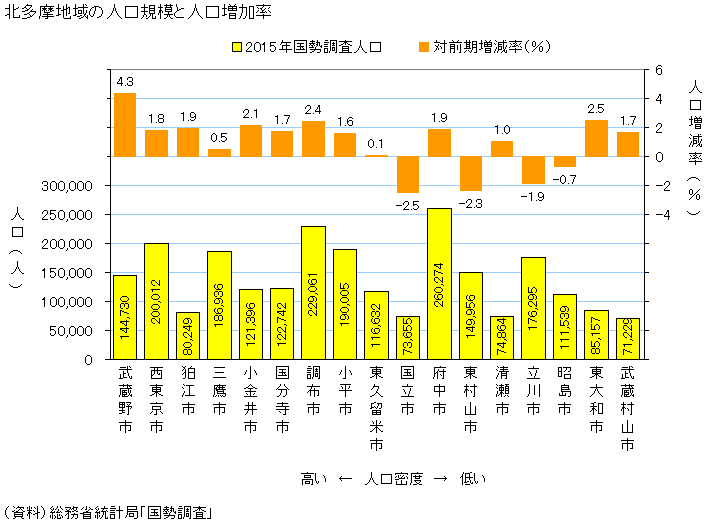 北多摩地域の人口規模と人口増加率
2015年国勢調査人口 対前期増減率(%)
人口増減率(%)
6
4
2
0
−2
−4
4.3 1.8 1.9 0.5 2.1 1.7 2.4 1.6 0.1 −2.5 1.9 −2.3 1.0 −1.9 −0.7 2.5 1.7
人口(人)
300,000
250,000
200,000
150,000
100,000
50,000
0
144,730 200,012 80,249 186,936 121,396 122,742 229,061 190,005 116,632 73,655 260,274 149,956 74,864 176,295 111,539 85,157 71,229
武蔵野市 西東京市 狛江市 三鷹市 小金井市 国分寺市 調布市 小平市 東久留米市 国立市 府中市 東村山市 清瀬市 立川市 昭島市 東大和市 武蔵村山市
高い ← 人口密度 → 低い
(資料)総務省統計局「国勢調査」